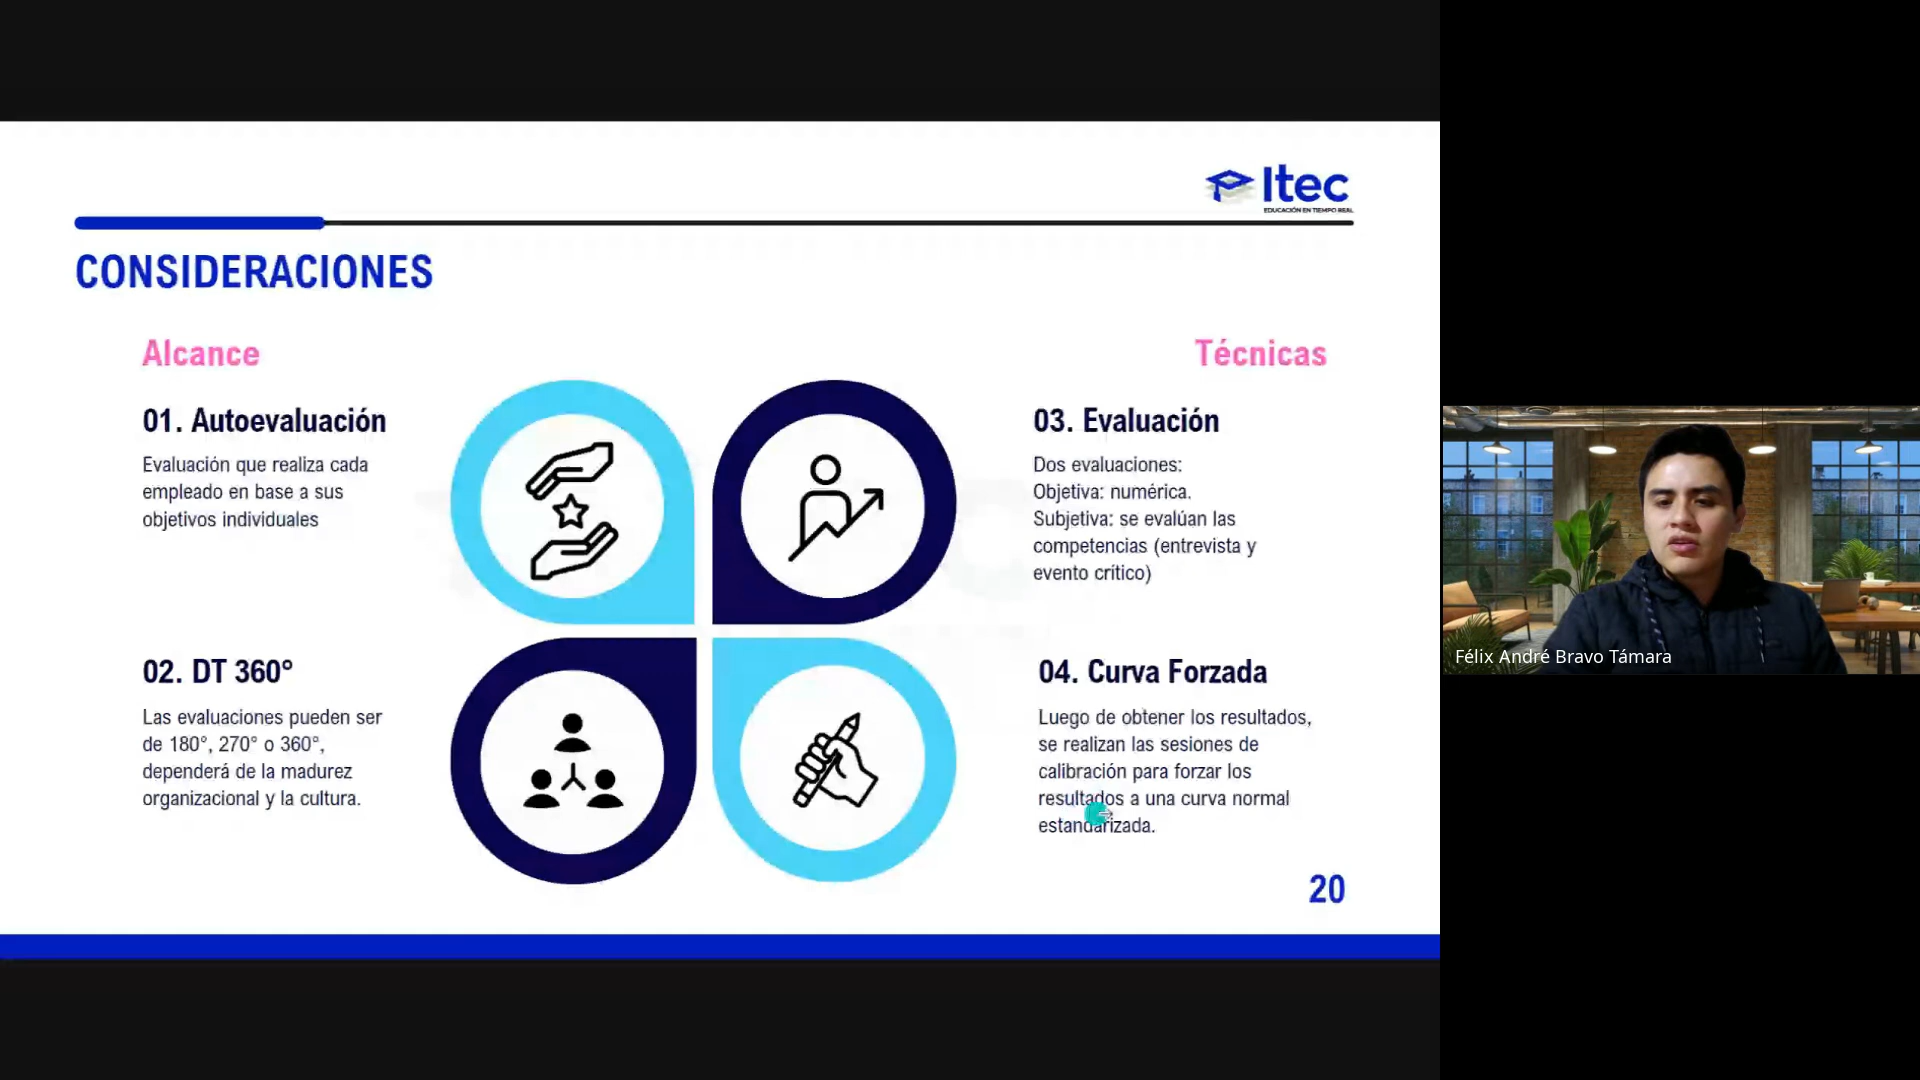 Itec
EDUCACIÓN EN TIEMPO REAL
CONSIDERACIONES
Alcance
01. Autoevaluación
Evaluación que realiza cada
empleado en base a sus
objetivos individuales
02. DT 360°
Las evaluaciones pueden ser
de 180°, 270° o 360°,
dependerá de la madurez
organizacional y la cultura.
Técnicas
03. Evaluación
Dos evaluaciones:
Objetiva: numérica.
Subjetiva: se evalúan las
competencias (entrevista y
evento crítico)
04. Curva Forzada
Luego de obtener los resultados,
se realizan las sesiones de
calibración para forzar los
resultados a una curva normal
estandarizada.
20
Félix André Bravo Támara